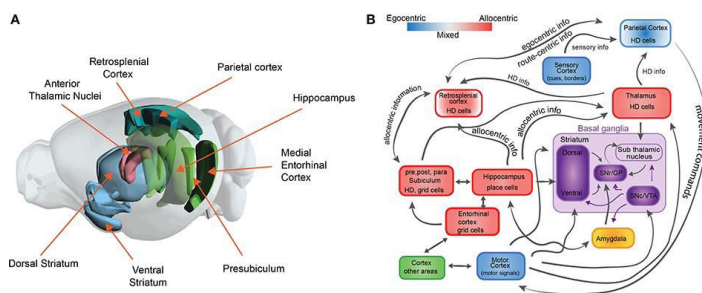 A
Retrosplenial
Cortex
Parietal cortex
Anterior
Thalamic Nuclei
Hippocampus
Medial
Entorhinal
Cortex
Dorsal Striatum
Ventral
Striatum
Presubiculum
B
Egocentric
Allocentric
Mixed
egocentric info
route-centric info
Parietal Cortex
HD cells
sensory info
Sensory
Cortex
(cues, borders)
HD info
HD info
Retrosplenial
cortex
HD cells
Thalamus
HD cells
allocentric information
allocentric info
allocentric info
movement commands
Basal ganglia
Striatum
Dorsal
Ventral
Sub thalamic
nucleus
SNr/GP
SNc/VTA
pre,post, para
Subiculum
HD, grid cells
Hippocampus
place cells
Entorhinal cortex
grid cells
Amygdala
Cortex
other areas
Motor
Cortex
(motor signals)